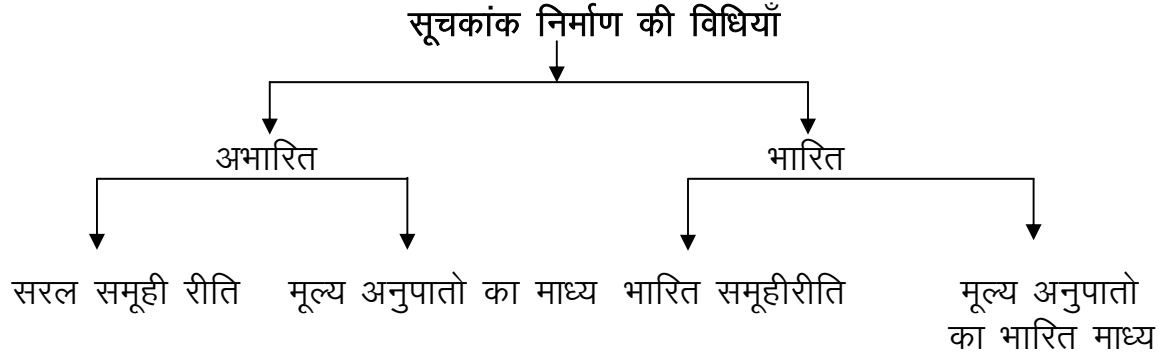 सूचकांक निर्माण की विधियाँ
अभारित भारित
सरल समूही रीति मूल्य अनुपातो का माध्य भारित समूहीरीति मूल्य अनुपातो
का भारित माध्य